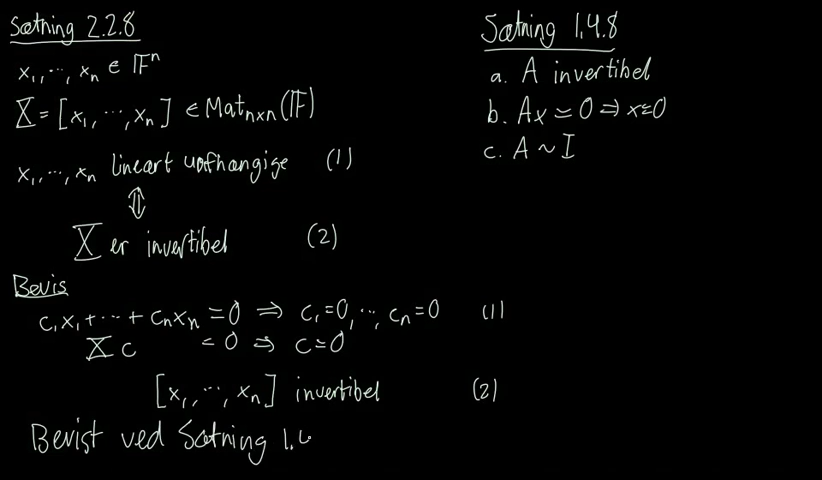 Sætning 2.2.8
x₁, ⋯, xₙ ∈ 𝔽ⁿ
X = [x₁, ⋯, xₙ] ∈ Matₙₓₙ(𝔽)
x₁, ⋯, xₙ lineært uafhængige (1)
⇕
X er invertibel (2)
Bevis
c₁x₁ + ⋯ + cₙxₙ = 0 ⇒ c₁ = 0, ⋯, cₙ = 0 (1)
X c = 0 ⇒ c = 0
[x₁, ⋯, xₙ] invertibel (2)
Bevist ved Sætning 1.
Sætning 1.4.8
a. A invertibel
b. Ax = 0 ⇒ x = 0
c. A ~ I